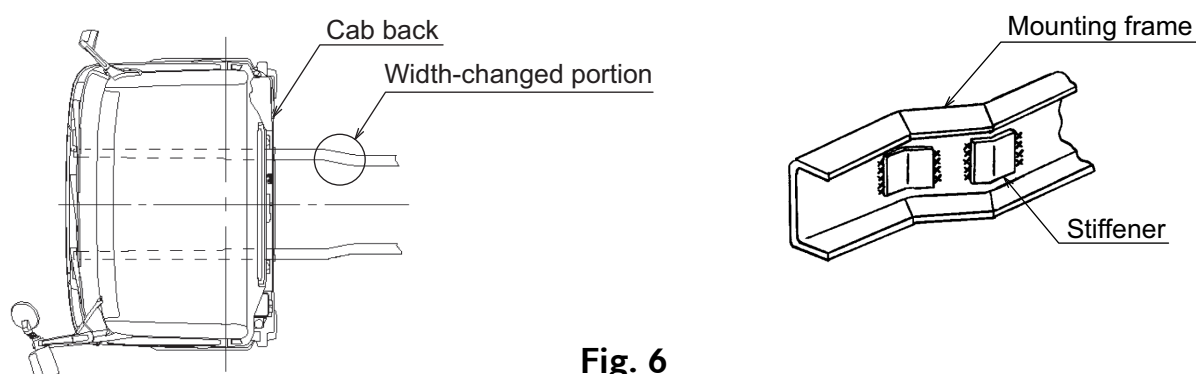 Cab back
Width-changed portion
Mounting frame
Stiffener
Fig. 6